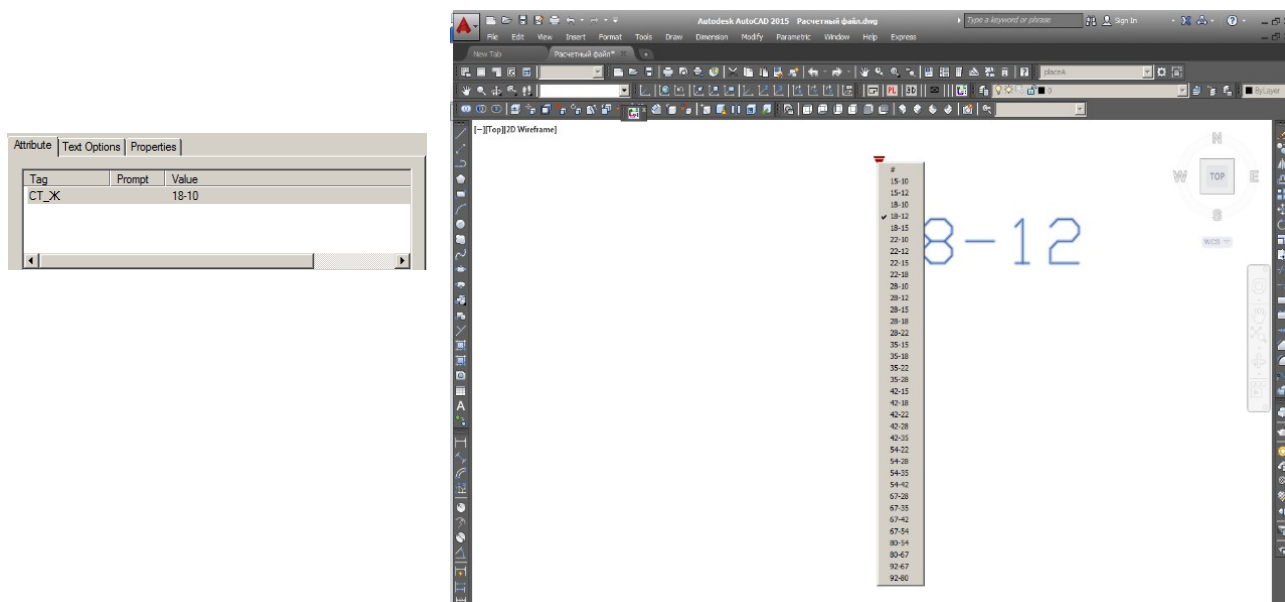 Attribute Text Options Properties
Tag Prompt Value
СТ_Ж 18-10
Autodesk AutoCAD 2015 Расчетный файл.dwg
Type a keyword or phrase
Sign In
File Edit View Insert Format Tools Draw Dimension Modify Parametric Window Help Express
New Tab Расчетный файл*
placeA
PL 3D
0
ByLayer
[−][Top][2D Wireframe]
N
W TOP E
S
WCS
8-12
#
15-10
15-12
18-10
18-12
18-15
22-10
22-12
22-15
22-18
28-10
28-12
28-15
28-18
28-22
35-15
35-18
35-22
35-28
42-15
42-18
42-22
42-28
42-35
54-22
54-28
54-35
54-42
67-28
67-35
67-42
67-54
80-54
80-67
92-67
92-80
A